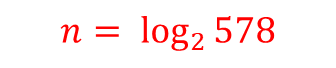 n = log₂ 578